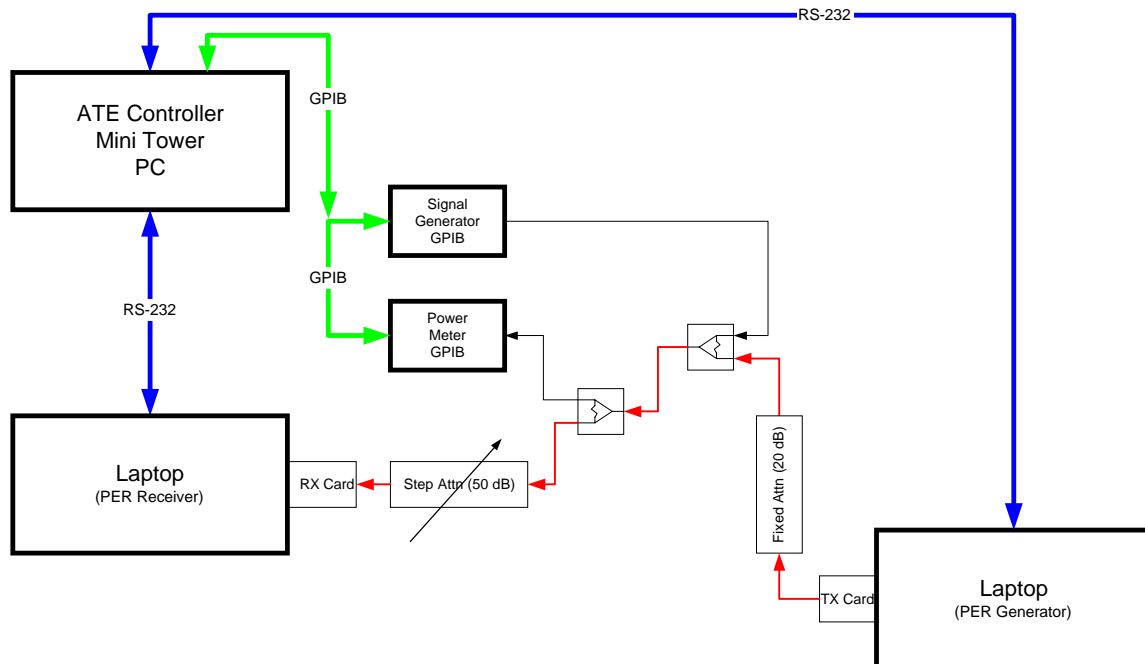 RS-232
ATE Controller
Mini Tower
PC
GPIB
Signal
Generator
GPIB
GPIB
RS-232
Power
Meter
GPIB
Laptop
(PER Receiver)
RX Card
Step Attn (50 dB)
Fixed Attn (20 dB)
TX Card
Laptop
(PER Generator)